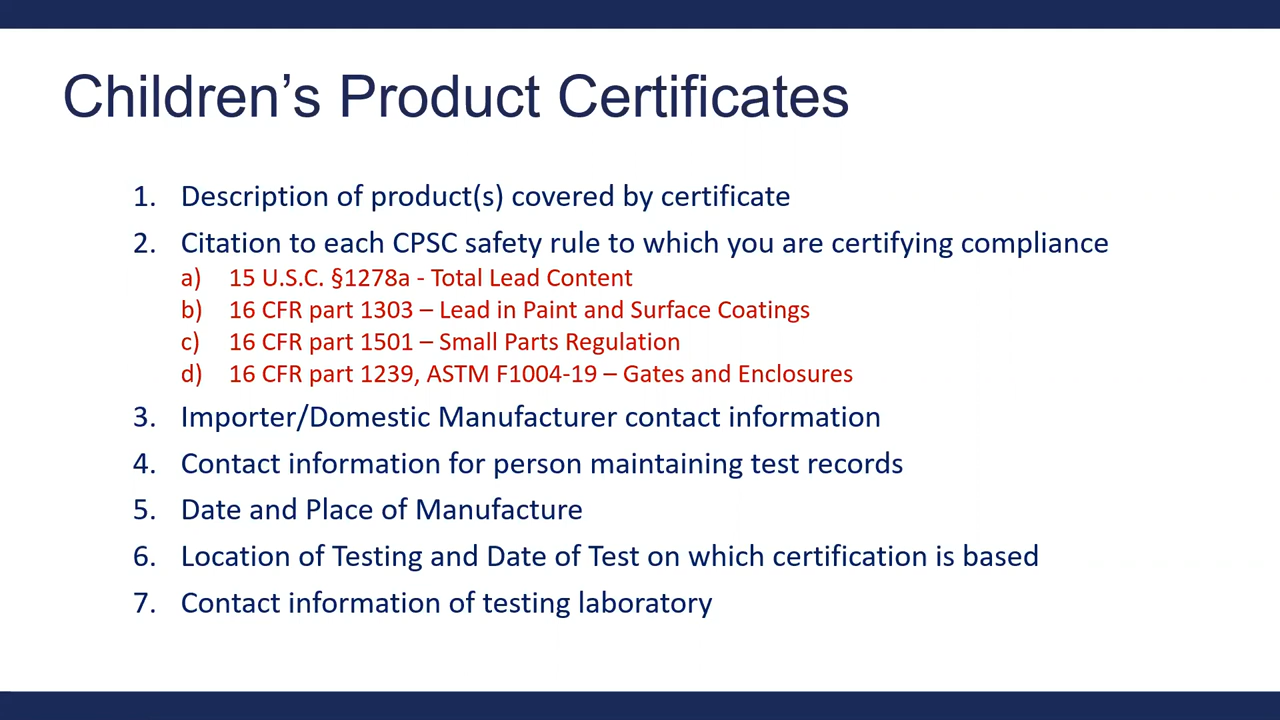 Children’s Product Certificates
1. Description of product(s) covered by certificate
2. Citation to each CPSC safety rule to which you are certifying compliance
a) 15 U.S.C. §1278a - Total Lead Content
b) 16 CFR part 1303 – Lead in Paint and Surface Coatings
c) 16 CFR part 1501 – Small Parts Regulation
d) 16 CFR part 1239, ASTM F1004-19 – Gates and Enclosures
3. Importer/Domestic Manufacturer contact information
4. Contact information for person maintaining test records
5. Date and Place of Manufacture
6. Location of Testing and Date of Test on which certification is based
7. Contact information of testing laboratory